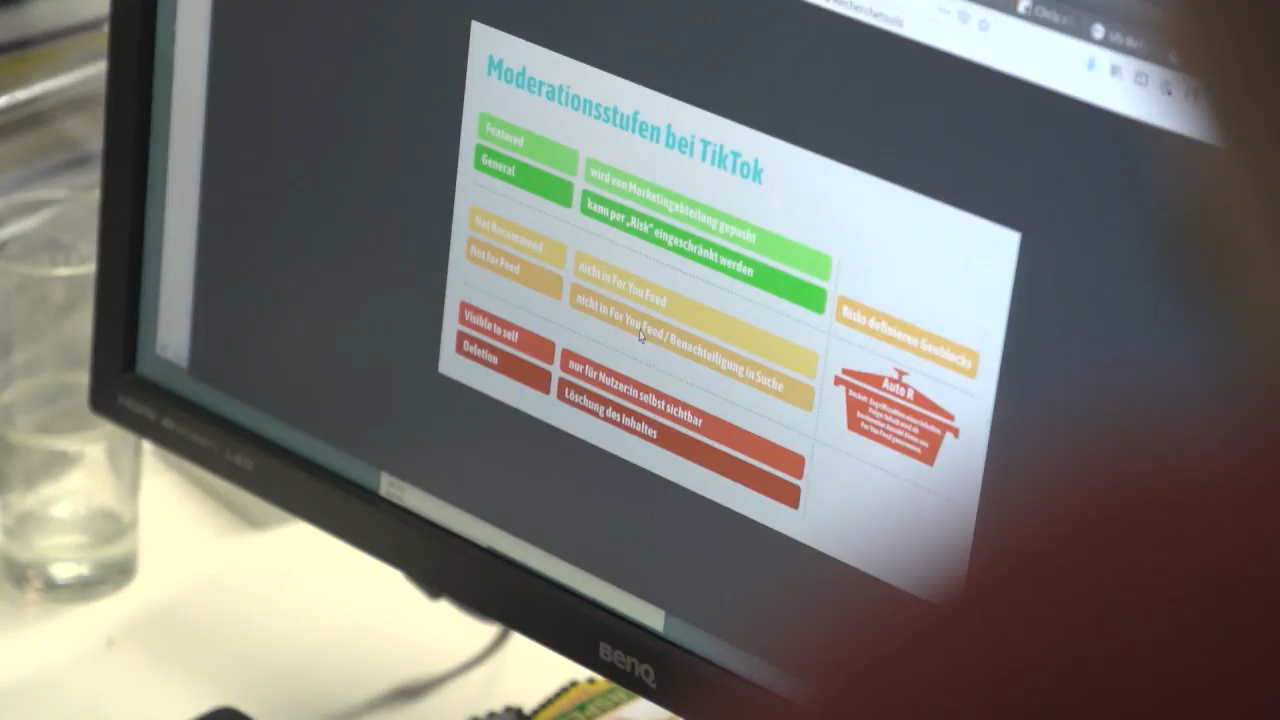 Recherchetools
Moderationsstufen bei TikTok
Featured
wird von Marketingabteilung gepusht
General
kann per „Risk" eingeschränkt werden
Not Recommend
nicht in For You Feed
Not for Feed
nicht in For You Feed / Benachteiligung in Suche
Visible to self
nur für Nutzer:in selbst sichtbar
Deletion
Löschung des Inhaltes
Risks definieren Geoblocks
Auto R
BenQ